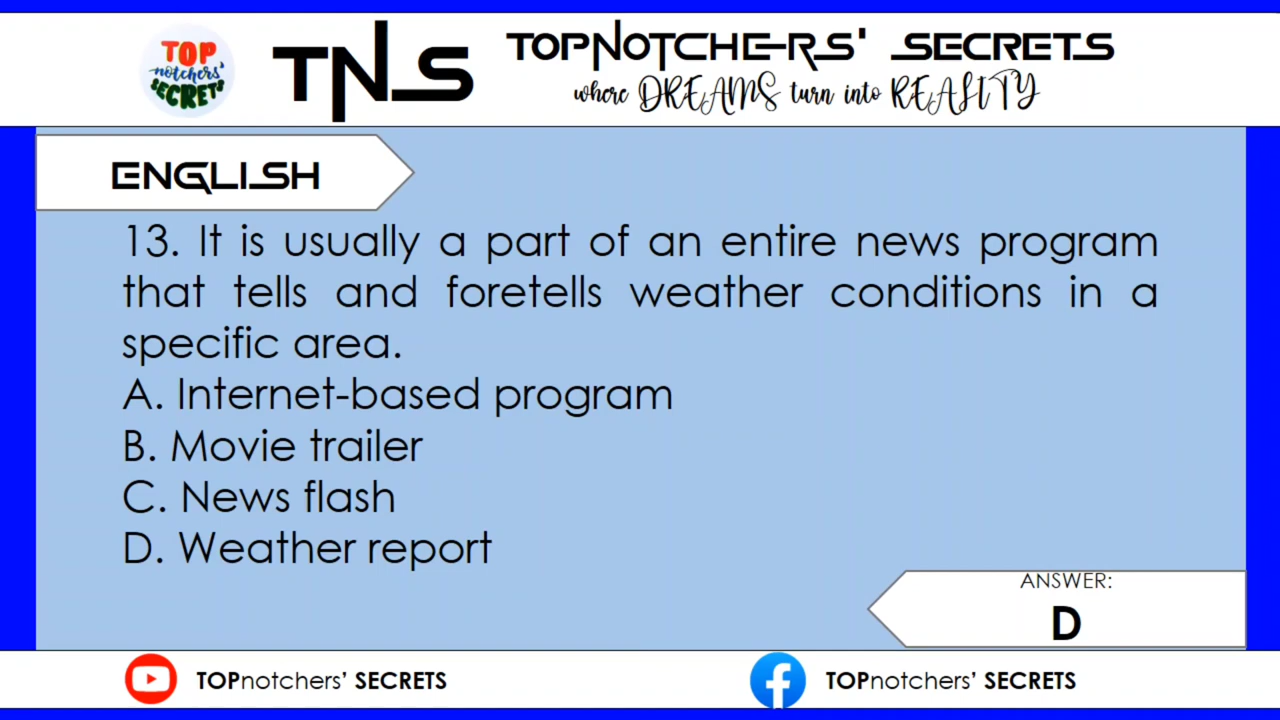 TOP
notchers'
SECRETS
TNS
TOPNOTCHERS' SECRETS
where DREAMS turn into REALITY
ENGLISH
13. It is usually a part of an entire news program
that tells and foretells weather conditions in a
specific area.
A. Internet-based program
B. Movie trailer
C. News flash
D. Weather report
ANSWER:
D
TOPnotchers' SECRETS
TOPnotchers' SECRETS